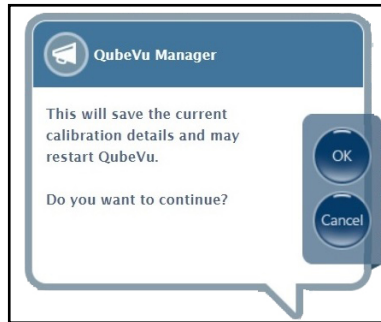 QubeVu Manager
This will save the current
calibration details and may
restart QubeVu.
Do you want to continue?
OK
Cancel